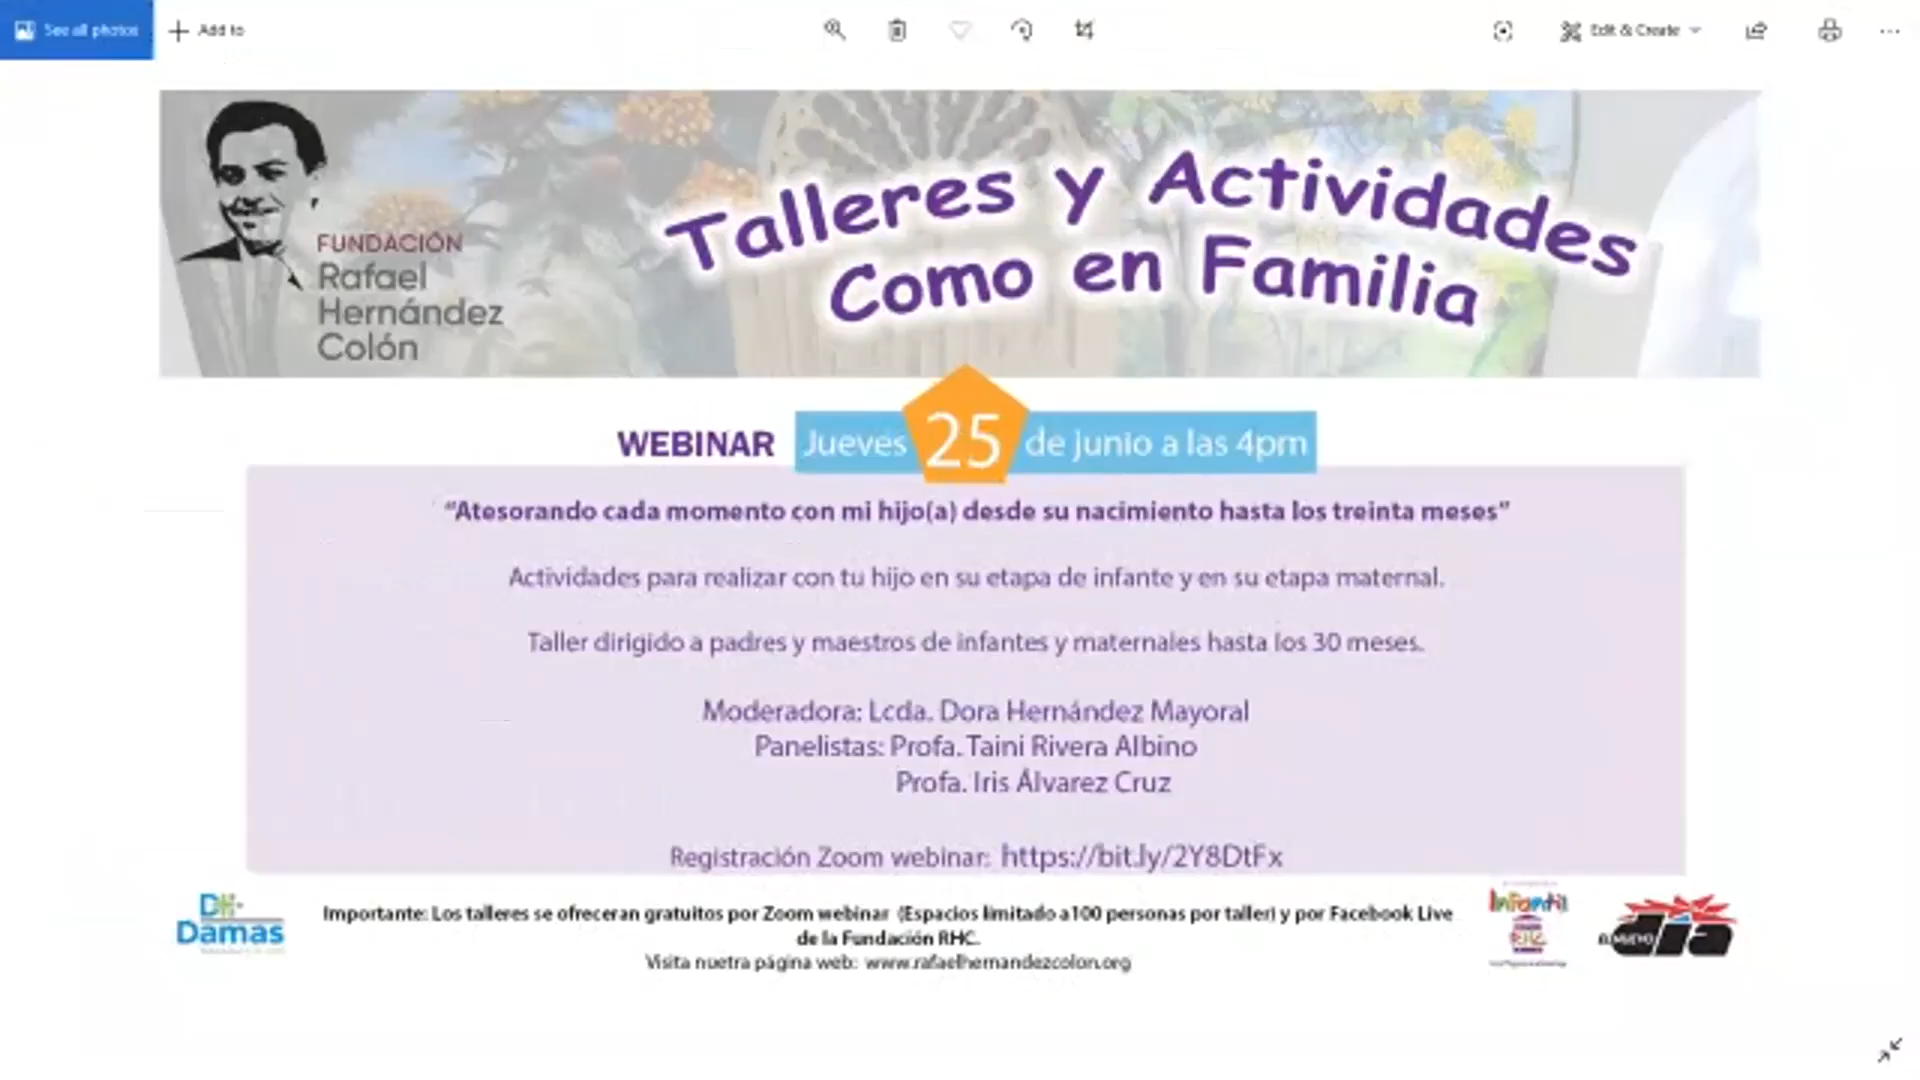 See all photos
Add to
Edit & Create
FUNDACIÓN
Rafael
Hernández
Colón
Talleres y Actividades
Como en Familia
WEBINAR Jueves 25 de junio a las 4pm
“Atesorando cada momento con mi hijo(a) desde su nacimiento hasta los treinta meses”
Actividades para realizar con tu hijo en su etapa de infante y en su etapa maternal.
Taller dirigido a padres y maestros de infantes y maternales hasta los 30 meses.
Moderadora: Lcda. Dora Hernández Mayoral
Panelistas: Profa. Taini Rivera Albino
Profa. Iris Álvarez Cruz
Registración Zoom webinar: https://bit.ly/2Y8DtFx
Damas
Importante: Los talleres se ofreceran gratuitos por Zoom webinar (Espacios limitado a 100 personas por taller) y por Facebook Live
de la Fundación RHC.
Visita nuetra página web: www.rafaelhernandezcolon.org
Infantil
RHC
EL NUEVO día